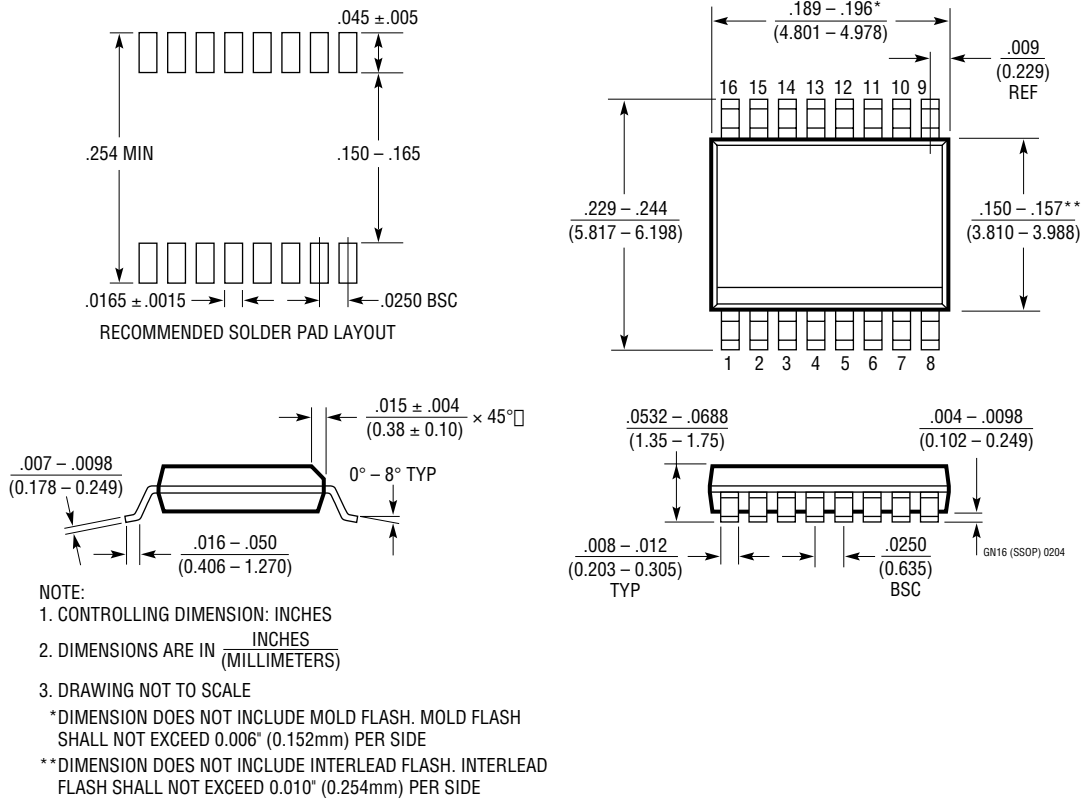 .045 ±.005
.254 MIN
.150 – .165
.0165 ±.0015
.0250 BSC
RECOMMENDED SOLDER PAD LAYOUT
.189 – .196*
(4.801 – 4.978)
.009
(0.229)
REF
16 15 14 13 12 11 10 9
.229 – .244
(5.817 – 6.198)
.150 – .157**
(3.810 – 3.988)
1 2 3 4 5 6 7 8
.015 ± .004
(0.38 ± 0.10)
× 45°
.007 – .0098
(0.178 – 0.249)
0° – 8° TYP
.016 – .050
(0.406 – 1.270)
.0532 – .0688
(1.35 – 1.75)
.004 – .0098
(0.102 – 0.249)
.008 – .012
(0.203 – 0.305)
TYP
.0250
(0.635)
BSC
GN16 (SSOP) 0204
NOTE:
1. CONTROLLING DIMENSION: INCHES
2. DIMENSIONS ARE IN INCHES
(MILLIMETERS)
3. DRAWING NOT TO SCALE
*DIMENSION DOES NOT INCLUDE MOLD FLASH. MOLD FLASH
SHALL NOT EXCEED 0.006" (0.152mm) PER SIDE
**DIMENSION DOES NOT INCLUDE INTERLEAD FLASH. INTERLEAD
FLASH SHALL NOT EXCEED 0.010" (0.254mm) PER SIDE